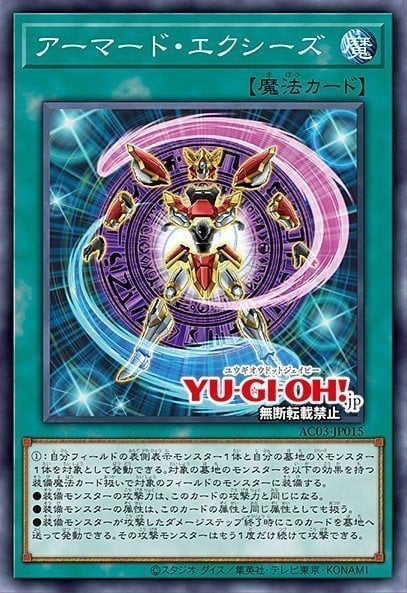 アーマード・エクシーズ
魔
【魔法カード】
ユウギオウドットジェイピー
YU-GI-OH!.jp
無断転載禁止
AC03-JP015
①：自分フィールドの表側表示モンスター1体と自分の墓地のXモンスター
1体を対象として発動できる。対象の墓地のモンスターを以下の効果を持つ
装備魔法カード扱いで対象のフィールドのモンスターに装備する。
●装備モンスターの攻撃力は、このカードの攻撃力と同じになる。
●装備モンスターの属性は、このカードの属性と同じ属性としても扱う。
●装備モンスターが攻撃したダメージステップ終了時にこのカードを墓地へ
送って発動できる。その攻撃モンスターはもう1度だけ続けて攻撃できる。
©スタジオ・ダイス／集英社・テレビ東京・KONAMI